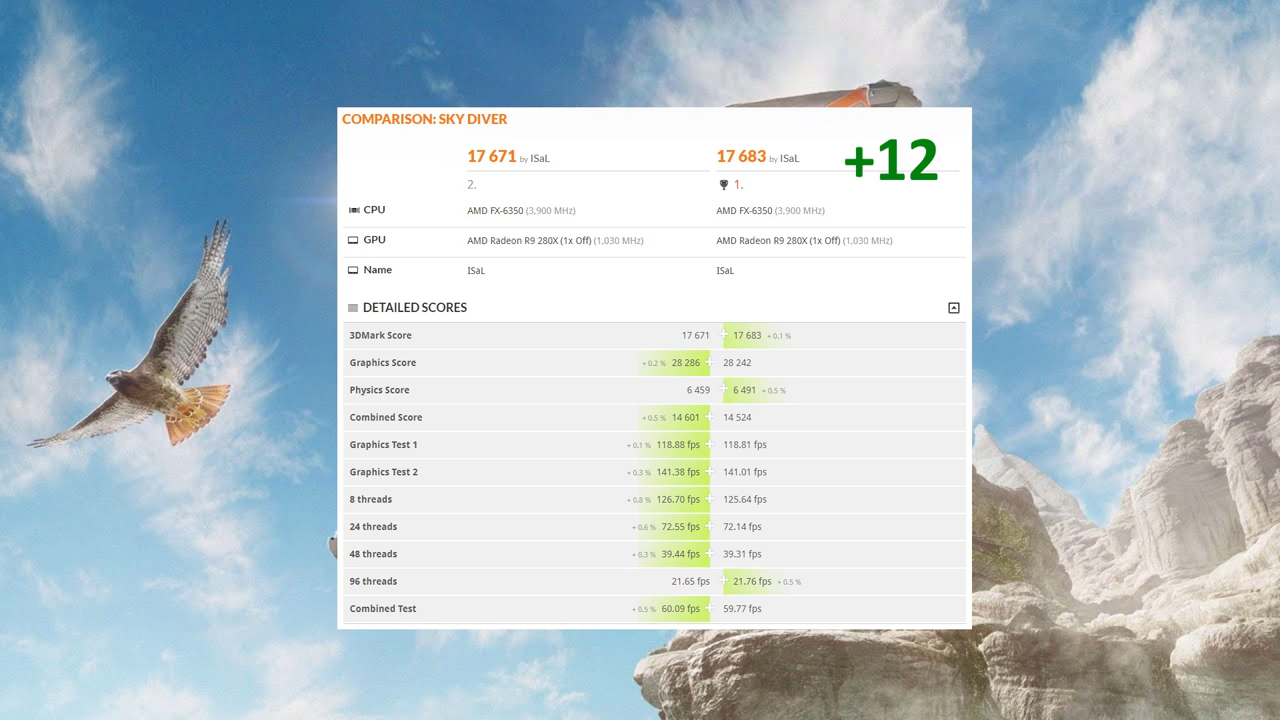 COMPARISON: SKY DIVER
17 671 by ISaL 17 683 by ISaL +12
2. 1.
CPU AMD FX-6350 (3,900 MHz) AMD FX-6350 (3,900 MHz)
GPU AMD Radeon R9 280X (1x Off) (1,030 MHz) AMD Radeon R9 280X (1x Off) (1,030 MHz)
Name ISaL ISaL
DETAILED SCORES
3DMark Score 17 671 17 683 + 0.1 %
Graphics Score + 0.2 % 28 286 28 242
Physics Score 6 459 6 491 + 0.5 %
Combined Score + 0.5 % 14 601 14 524
Graphics Test 1 + 0.1 % 118.88 fps 118.81 fps
Graphics Test 2 + 0.3 % 141.38 fps 141.01 fps
8 threads + 0.8 % 126.70 fps 125.64 fps
24 threads + 0.6 % 72.55 fps 72.14 fps
48 threads + 0.3 % 39.44 fps 39.31 fps
96 threads 21.65 fps 21.76 fps + 0.5 %
Combined Test + 0.5 % 60.09 fps 59.77 fps